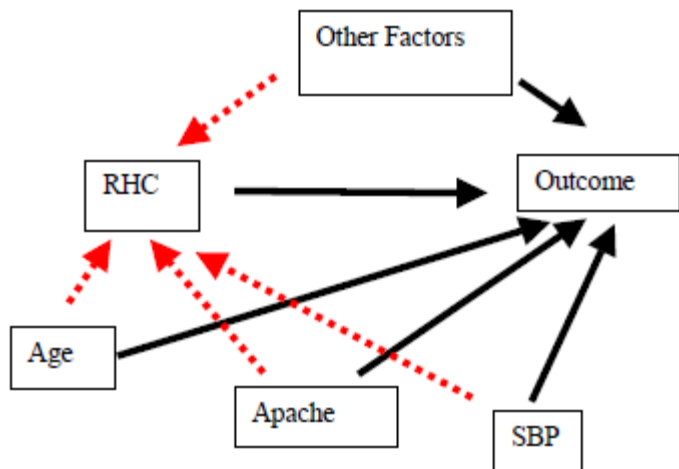 Other Factors
RHC
Outcome
Age
Apache
SBP